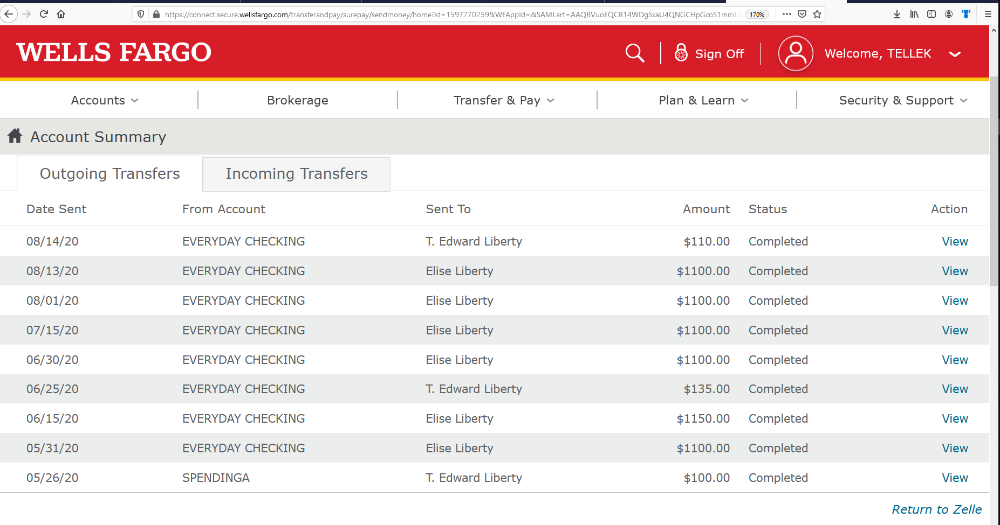 https://connect.secure.wellsfargo.com/transferandpay/surepay/sendmoney/home?st=1597770259&WFAppId=&SAMLart=AAQBVuoEQCR14WDgSxaU4QNGCHpGcoS1mmL 170%
WELLS FARGO Sign Off Welcome, TELLEK
Accounts Brokerage Transfer & Pay Plan & Learn Security & Support
Account Summary
Outgoing Transfers Incoming Transfers
Date Sent From Account Sent To Amount Status Action
08/14/20 EVERYDAY CHECKING T. Edward Liberty $110.00 Completed View
08/13/20 EVERYDAY CHECKING Elise Liberty $1100.00 Completed View
08/01/20 EVERYDAY CHECKING Elise Liberty $1100.00 Completed View
07/15/20 EVERYDAY CHECKING Elise Liberty $1100.00 Completed View
06/30/20 EVERYDAY CHECKING Elise Liberty $1100.00 Completed View
06/25/20 EVERYDAY CHECKING T. Edward Liberty $135.00 Completed View
06/15/20 EVERYDAY CHECKING Elise Liberty $1150.00 Completed View
05/31/20 EVERYDAY CHECKING Elise Liberty $1100.00 Completed View
05/26/20 SPENDINGA T. Edward Liberty $100.00 Completed View
Return to Zelle